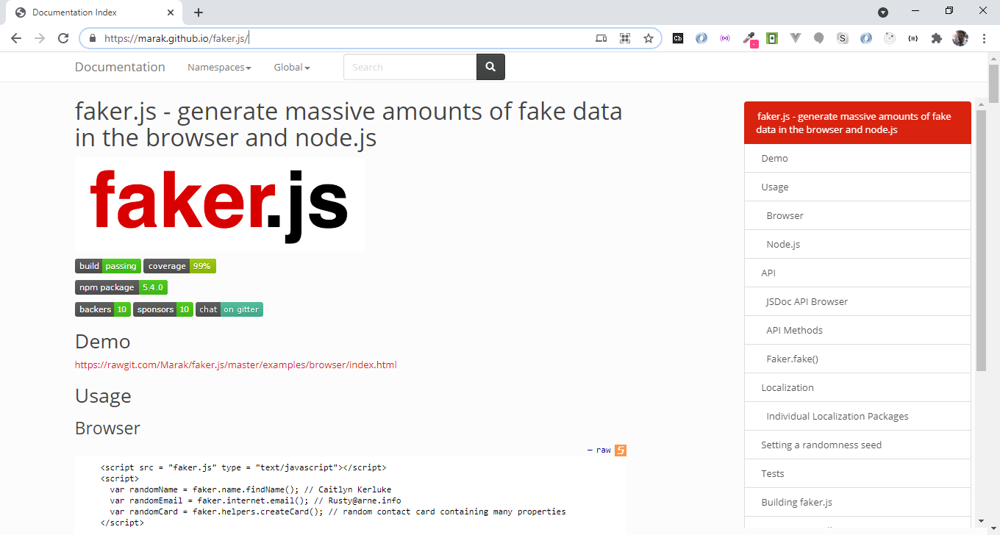 Documentation Index
https://marak.github.io/faker.js/
Documentation
Namespaces
Global
Search
faker.js - generate massive amounts of fake data
in the browser and node.js
faker.js
build passing
coverage 99%
npm package 5.4.0
backers 10
sponsors 10
chat on gitter
Demo
https://rawgit.com/Marak/faker.js/master/examples/browser/index.html
Usage
Browser
– raw
<script src = "faker.js" type = "text/javascript"></script>
<script>
var randomName = faker.name.findName(); // Caitlyn Kerluke
var randomEmail = faker.internet.email(); // Rusty@arne.info
var randomCard = faker.helpers.createCard(); // random contact card containing many properties
</script>
faker.js - generate massive amounts of fake
data in the browser and node.js
Demo
Usage
Browser
Node.js
API
JSDoc API Browser
API Methods
Faker.fake()
Localization
Individual Localization Packages
Setting a randomness seed
Tests
Building faker.js